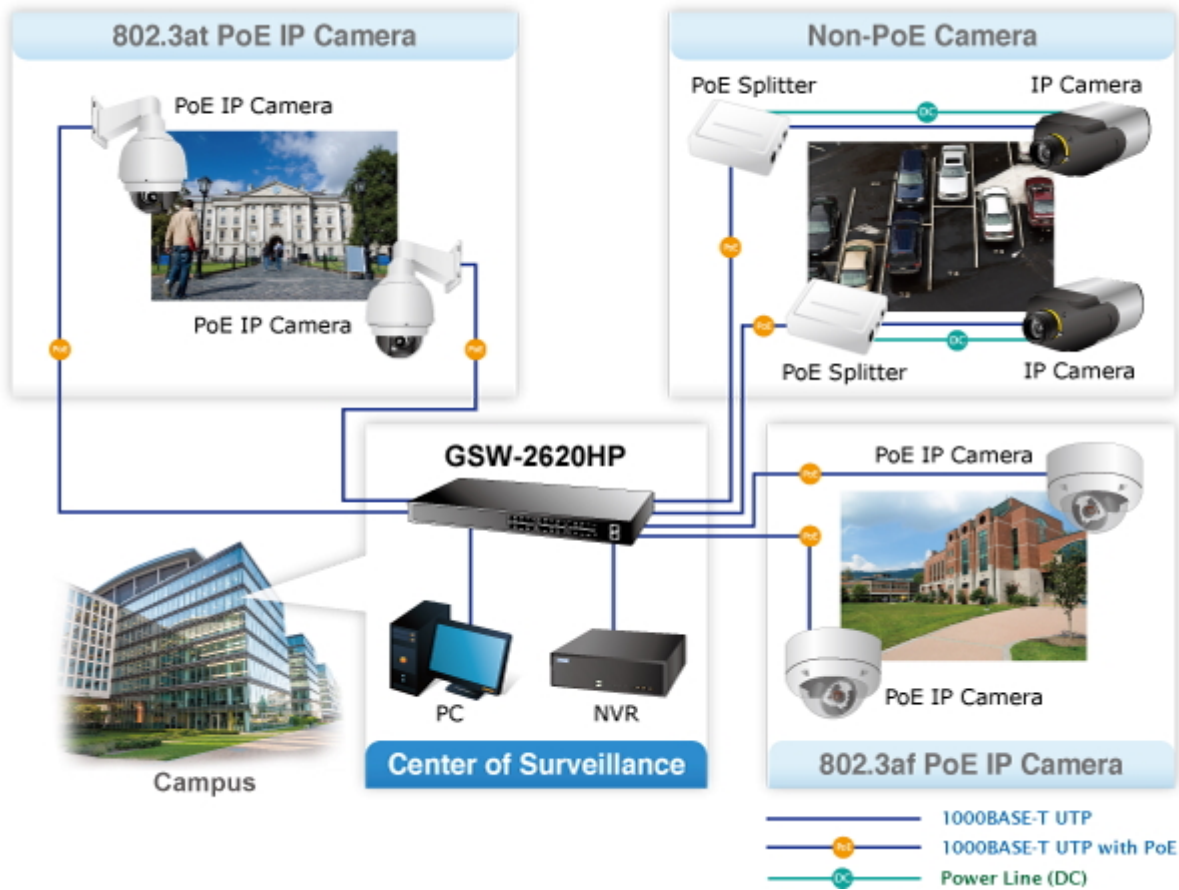 802.3at PoE IP Camera
PoE IP Camera
PoE IP Camera
PoE
PoE
Non-PoE Camera
PoE Splitter
IP Camera
DC
PoE
PoE
DC
PoE Splitter
IP Camera
GSW-2620HP
PC
NVR
Center of Surveillance
Campus
PoE IP Camera
PoE
PoE
PoE IP Camera
802.3af PoE IP Camera
1000BASE-T UTP
PoE
1000BASE-T UTP with PoE
DC
Power Line (DC)